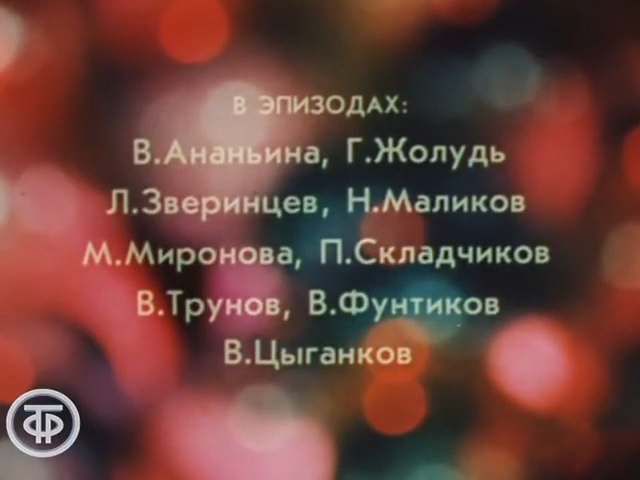 В ЭПИЗОДАХ:
В.Ананьина, Г.Жолудь
Л.Зверинцев, Н.Маликов
М.Миронова, П.Складчиков
В.Трунов, В.Фунтиков
В.Цыганков